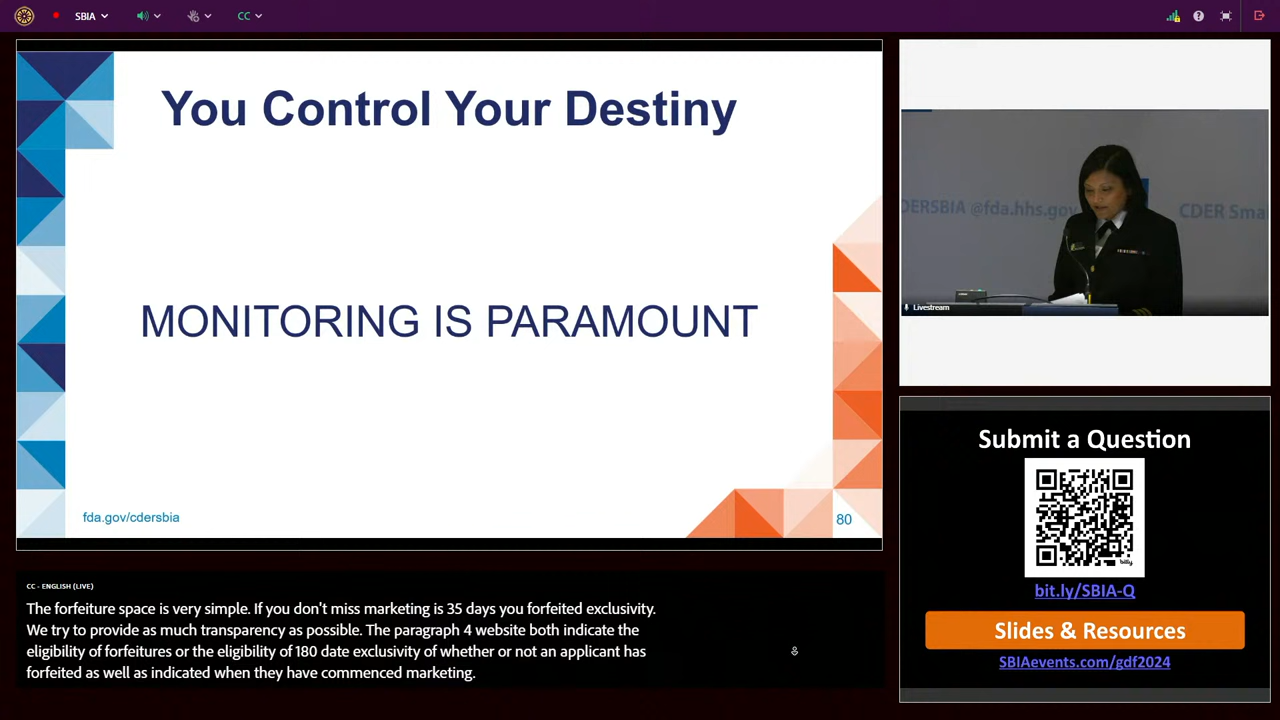 SBIA
CC
You Control Your Destiny
MONITORING IS PARAMOUNT
fda.gov/cdersbia
80
CDERSBIA @fda.hhs.gov
CDER Sma
Livestream
Submit a Question
bitly
bit.ly/SBIA-Q
Slides & Resources
SBIAevents.com/gdf2024
CC - ENGLISH (LIVE)
The forfeiture space is very simple. If you don't miss marketing is 35 days you forfeited exclusivity.
We try to provide as much transparency as possible. The paragraph 4 website both indicate the
eligibility of forfeitures or the eligibility of 180 date exclusivity of whether or not an applicant has
forfeited as well as indicated when they have commenced marketing.